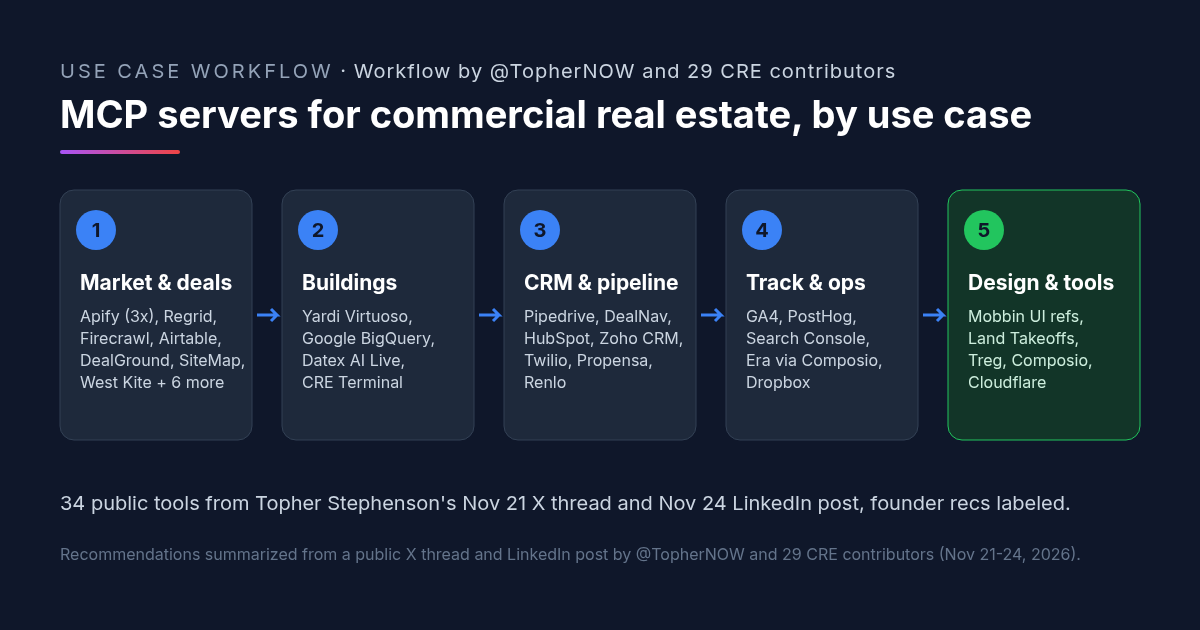 USE CASE WORKFLOW · Workflow by @TopherNOW and 29 CRE contributors
MCP servers for commercial real estate, by use case
1
Market & deals
Apify (3x), Regrid,
Firecrawl, Airtable,
DealGround, SiteMap,
West Kite + 6 more
2
Buildings
Yardi Virtuoso,
Google BigQuery,
Datex AI Live,
CRE Terminal
3
CRM & pipeline
Pipedrive, DealNav,
HubSpot, Zoho CRM,
Twilio, Propensa,
Renlo
4
Track & ops
GA4, PostHog,
Search Console,
Era via Composio,
Dropbox
5
Design & tools
Mobbin UI refs,
Land Takeoffs,
Treg, Composio,
Cloudflare
34 public tools from Topher Stephenson's Nov 21 X thread and Nov 24 LinkedIn post, founder recs labeled.
Recommendations summarized from a public X thread and LinkedIn post by @TopherNOW and 29 CRE contributors (Nov 21-24, 2026).